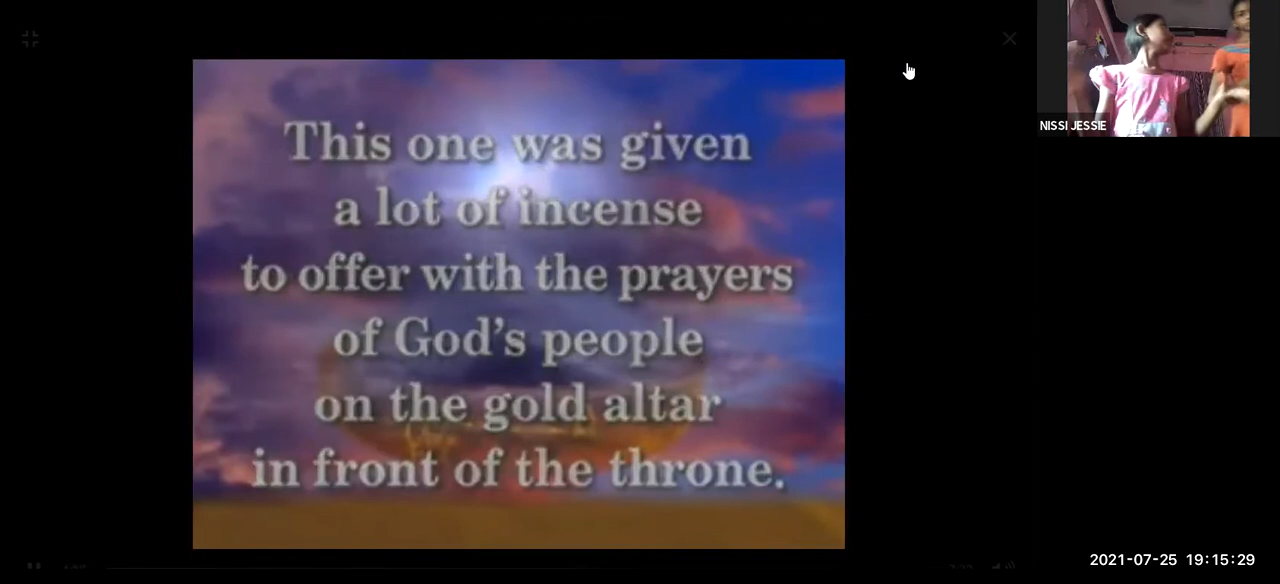 This one was given
a lot of incense
to offer with the prayers
of God's people
on the gold altar
in front of the throne.
NISSI JESSIE
2021-07-25 19:15:29